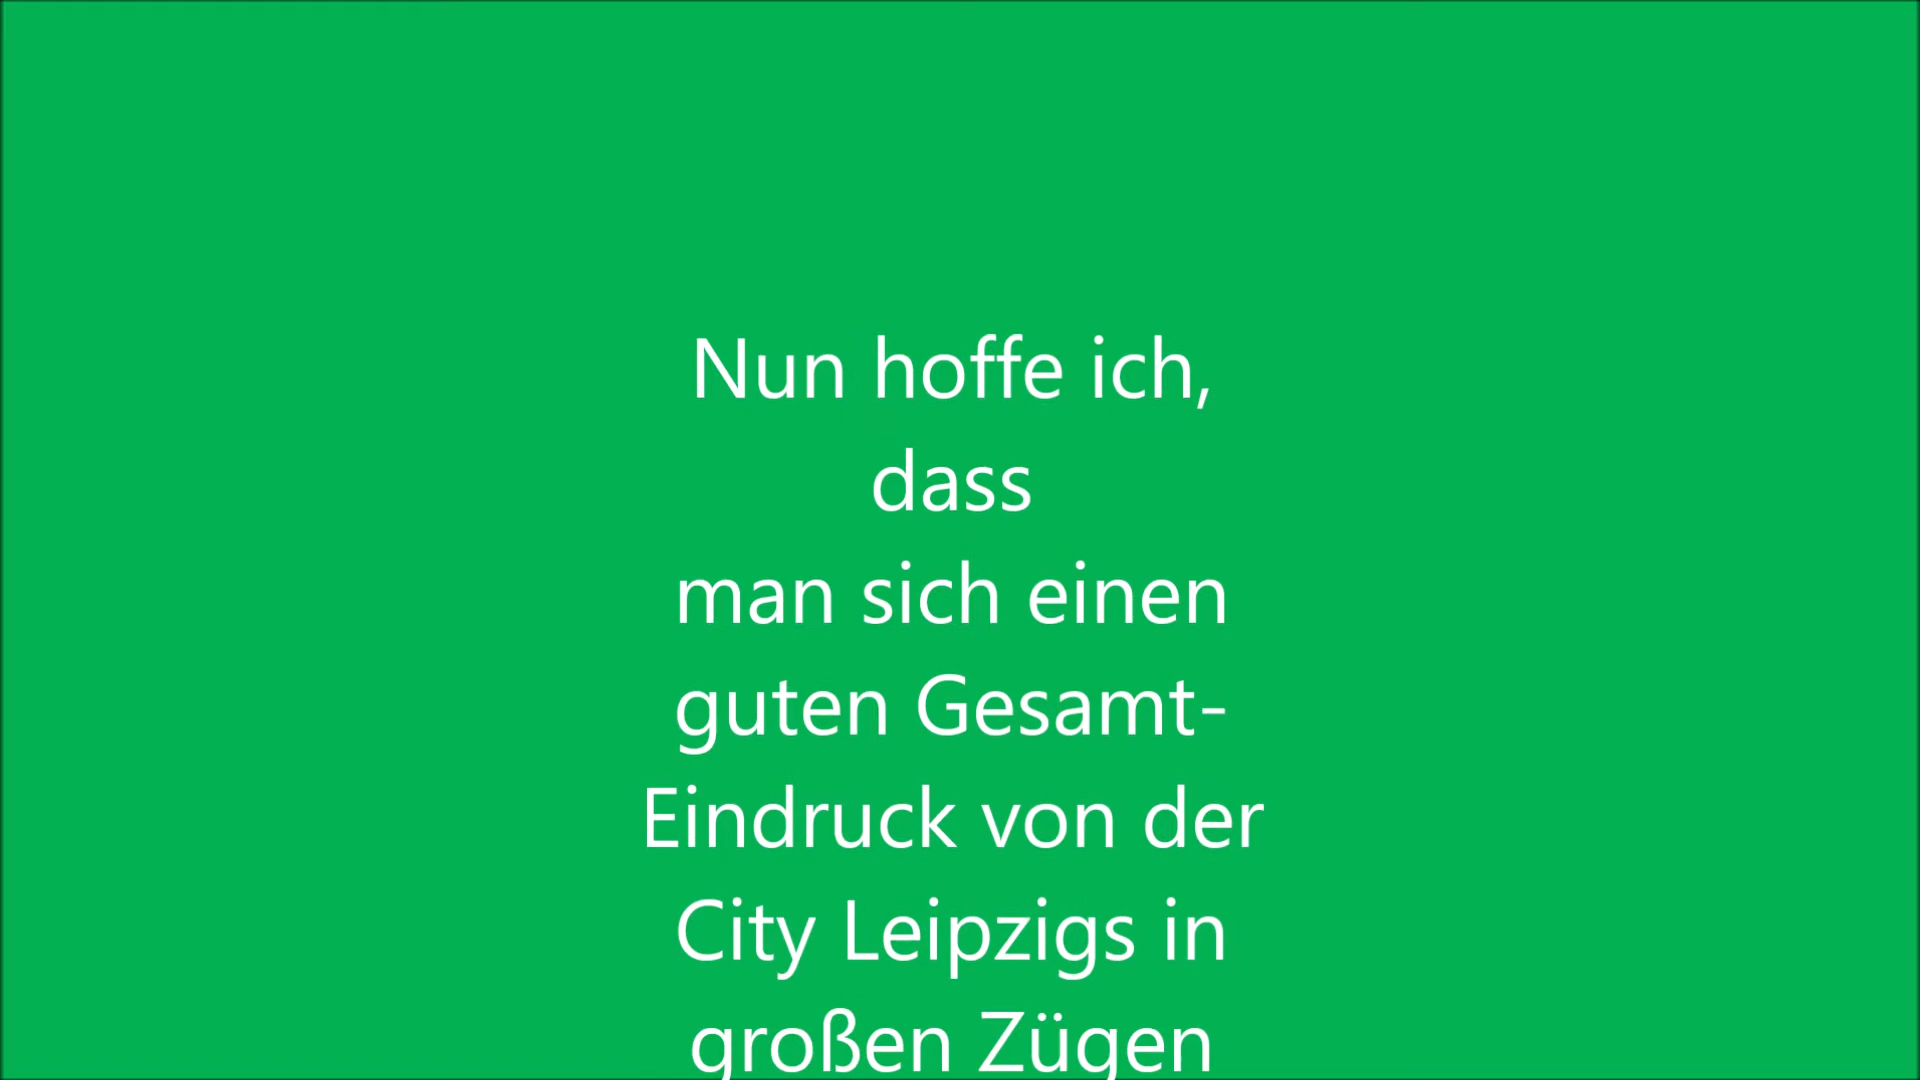 Nun hoffe ich,
dass
man sich einen
guten Gesamt-
Eindruck von der
City Leipzigs in
großen Zügen